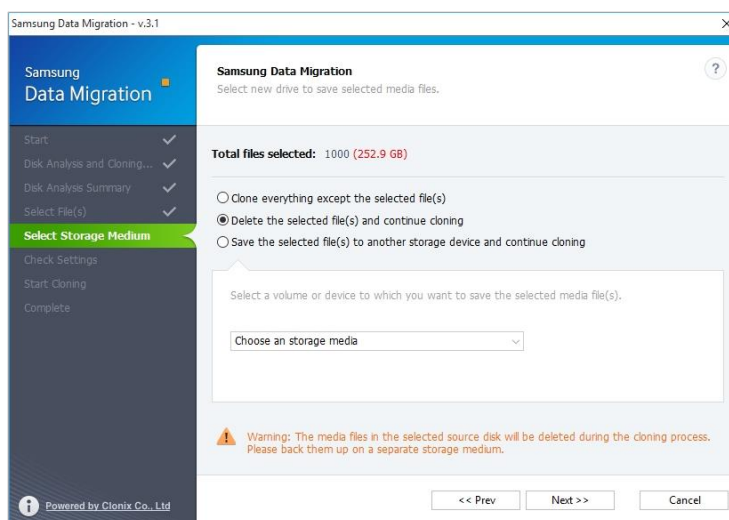 Samsung Data Migration - v.3.1
Samsung
Data Migration
Start
Disk Analysis and Cloning...
Disk Analysis Summary
Select File(s)
Select Storage Medium
Check Settings
Start Cloning
Complete
Powered by Clonix Co., Ltd
Samsung Data Migration
Select new drive to save selected media files.
?
Total files selected: 1000 (252.9 GB)
Clone everything except the selected file(s)
Delete the selected file(s) and continue cloning
Save the selected file(s) to another storage device and continue cloning
Select a volume or device to which you want to save the selected media file(s).
Choose an storage media
Warning: The media files in the selected source disk will be deleted during the cloning process.
Please back them up on a separate storage medium.
<< Prev
Next >>
Cancel